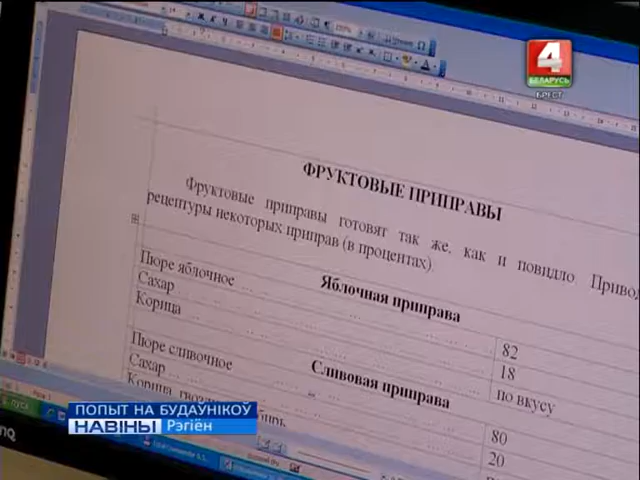 4
БЕЛАРУСЬ
БРЕСТ
ФРУКТОВЫЕ ПРИПРАВЫ
Фруктовые приправы готовят так же, как и повидло.
рецептуры некоторых приправ (в процентах)
Яблочная приправа
Пюре яблочное 82
Сахар 18
Корица по вкусу
Сливовая приправа
Пюре сливочное 80
Сахар 20
Корица
ПОПЫТ НА БУДАЎНІКОЎ
НАВІНЫ Рэгіён